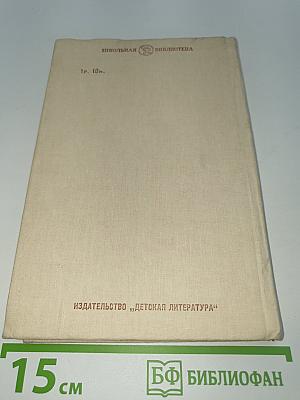 ШКОЛЬНАЯ БИБЛИОТЕКА
1р. 10к.
ИЗДАТЕЛЬСТВО „ДЕТСКАЯ ЛИТЕРАТУРА“
15 см
БФ БИБЛИОФАН